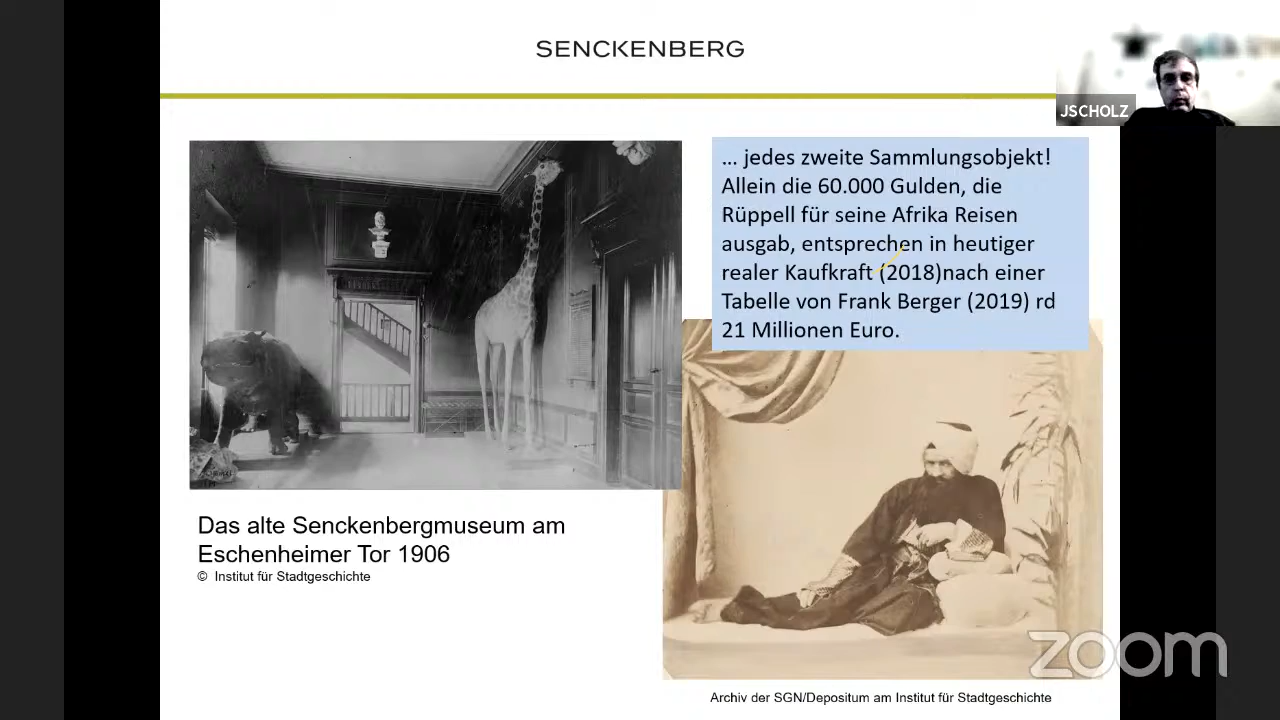 SENCKENBERG
JSCHOLZ
... jedes zweite Sammlungsobjekt!
Allein die 60.000 Gulden, die
Rüppell für seine Afrika Reisen
ausgab, entsprechen in heutiger
realer Kaufkraft (2018)nach einer
Tabelle von Frank Berger (2019) rd
21 Millionen Euro.
Das alte Senckenbergmuseum am
Eschenheimer Tor 1906
© Institut für Stadtgeschichte
zoom
Archiv der SGN/Depositum am Institut für Stadtgeschichte